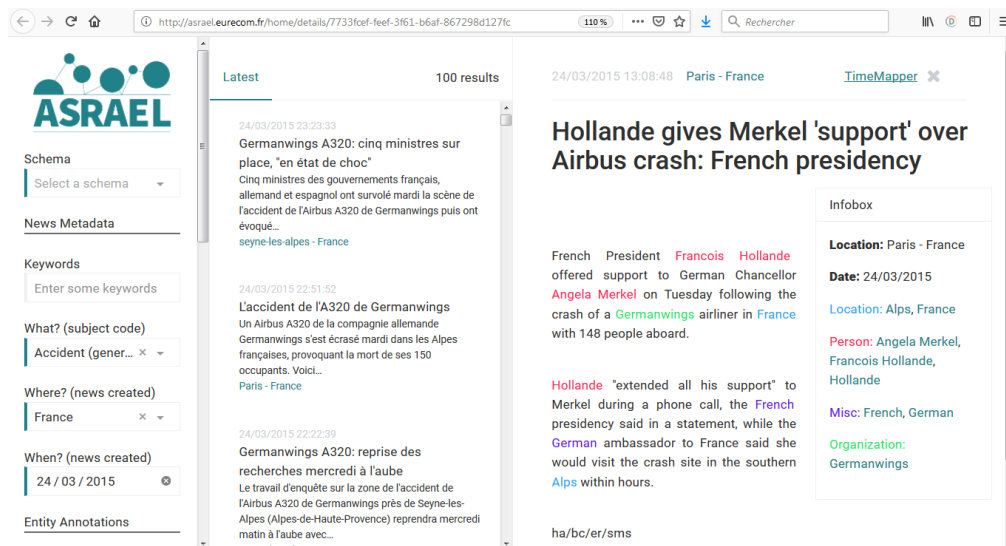 http://asrael.eurecom.fr/home/details/7733fcef-feef-3f61-b6af-867298d127fc
110 %
Rechercher
ASRAEL
Schema
Select a schema
News Metadata
Keywords
Enter some keywords
What? (subject code)
Accident (gener... ×
Where? (news created)
France ×
When? (news created)
24 / 03 / 2015
Entity Annotations
Latest
100 results
24/03/2015 23:23:33
Germanwings A320: cinq ministres sur
place, "en état de choc"
Cinq ministres des gouvernements français,
allemand et espagnol ont survolé mardi la scène de
l'accident de l'Airbus A320 de Germanwings puis ont
évoqué...
seyne-les-alpes - France
24/03/2015 22:51:52
L'accident de l'A320 de Germanwings
Un Airbus A320 de la compagnie allemande
Germanwings s'est écrasé mardi dans les Alpes
françaises, provoquant la mort de ses 150
occupants. Voici...
Paris - France
24/03/2015 22:22:39
Germanwings A320: reprise des
recherches mercredi à l'aube
Le travail d'enquête sur la zone de l'accident de
l'Airbus A320 de Germanwings près de Seyne-les-
Alpes (Alpes-de-Haute-Provence) reprendra mercredi
matin à l'aube avec...
24/03/2015 13:08:48 Paris - France
TimeMapper
Hollande gives Merkel 'support' over
Airbus crash: French presidency
French President Francois Hollande
offered support to German Chancellor
Angela Merkel on Tuesday following the
crash of a Germanwings airliner in France
with 148 people aboard.
Hollande "extended all his support" to
Merkel during a phone call, the French
presidency said in a statement, while the
German ambassador to France said she
would visit the crash site in the southern
Alps within hours.
ha/bc/er/sms
Infobox
Location: Paris - France
Date: 24/03/2015
Location: Alps, France
Person: Angela Merkel,
Francois Hollande,
Hollande
Misc: French, German
Organization:
Germanwings